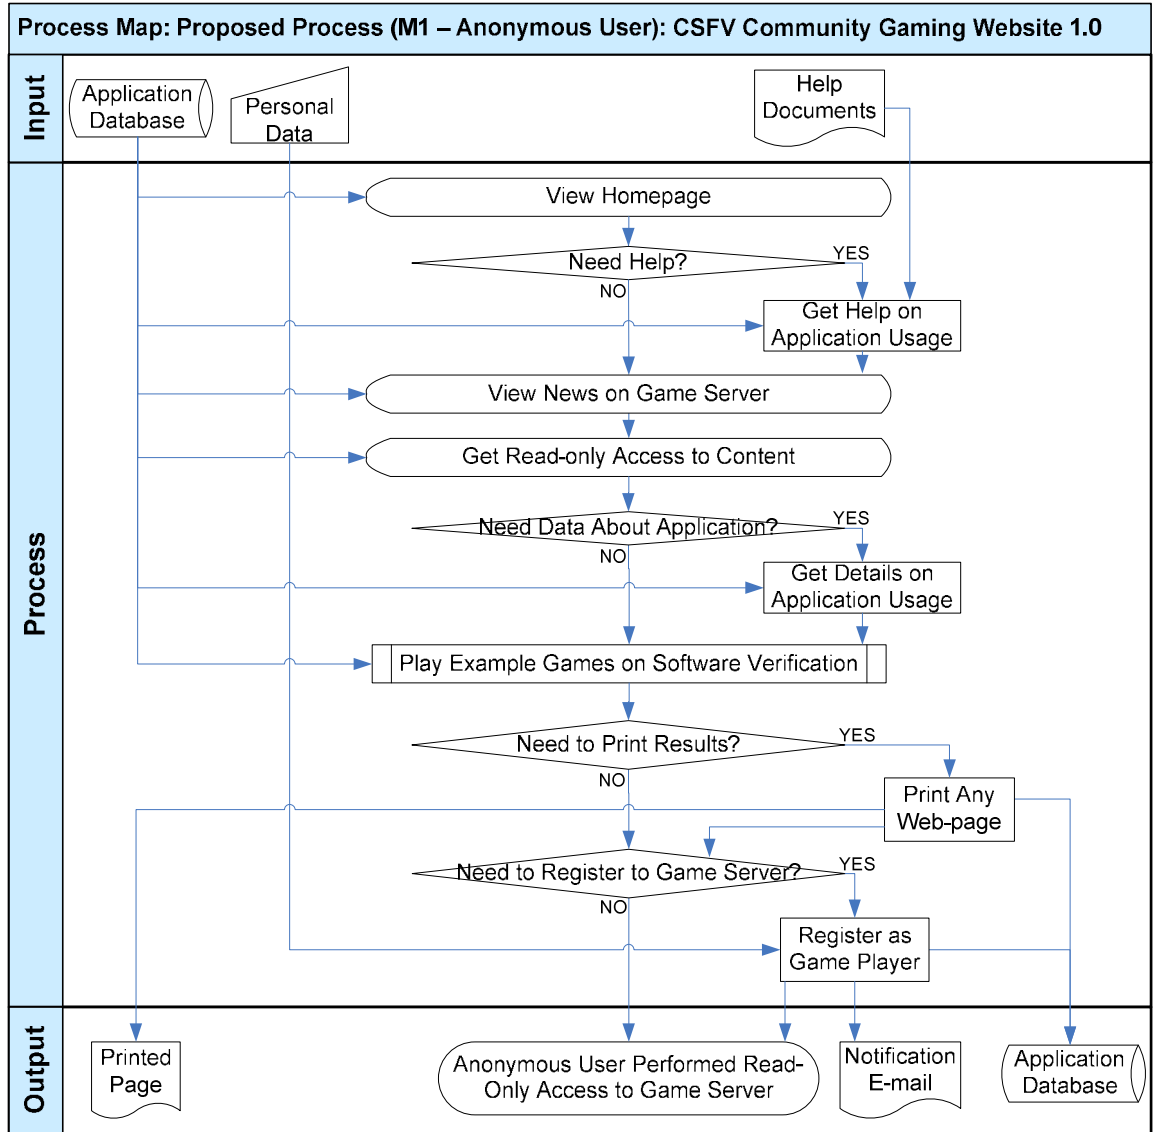 Process Map: Proposed Process (M1 – Anonymous User): CSFV Community Gaming Website 1.0
Input
Application
Database
Personal
Data
Help
Documents
Process
View Homepage
Need Help?
YES
NO
Get Help on
Application Usage
View News on Game Server
Get Read-only Access to Content
Need Data About Application?
YES
NO
Get Details on
Application Usage
Play Example Games on Software Verification
Need to Print Results?
YES
NO
Print Any
Web-page
Need to Register to Game Server?
YES
NO
Register as
Game Player
Output
Printed
Page
Anonymous User Performed Read-
Only Access to Game Server
Notification
E-mail
Application
Database